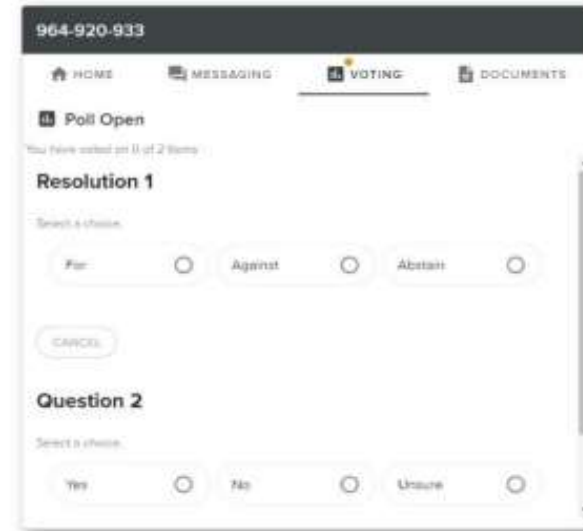 964-920-933
HOME MESSAGING VOTING DOCUMENTS
Poll Open
You have voted on 0 of 2 items
Resolution 1
Select a choice.
For Against Abstain
CANCEL
Question 2
Select a choice.
Yes No Unsure